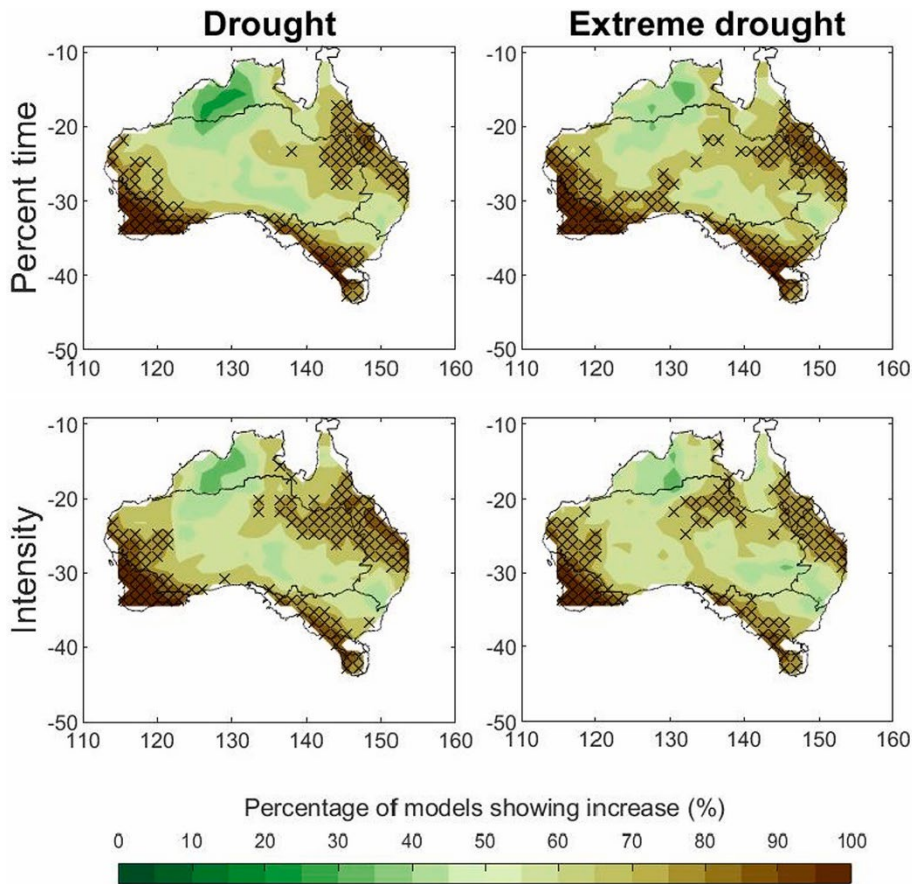 Drought
Extreme drought
Percent time
-10
-20
-30
-40
-50
110 120 130 140 150 160
-10
-20
-30
-40
-50
110 120 130 140 150 160
Intensity
-10
-20
-30
-40
-50
110 120 130 140 150 160
-10
-20
-30
-40
-50
110 120 130 140 150 160
Percentage of models showing increase (%)
0 10 20 30 40 50 60 70 80 90 100